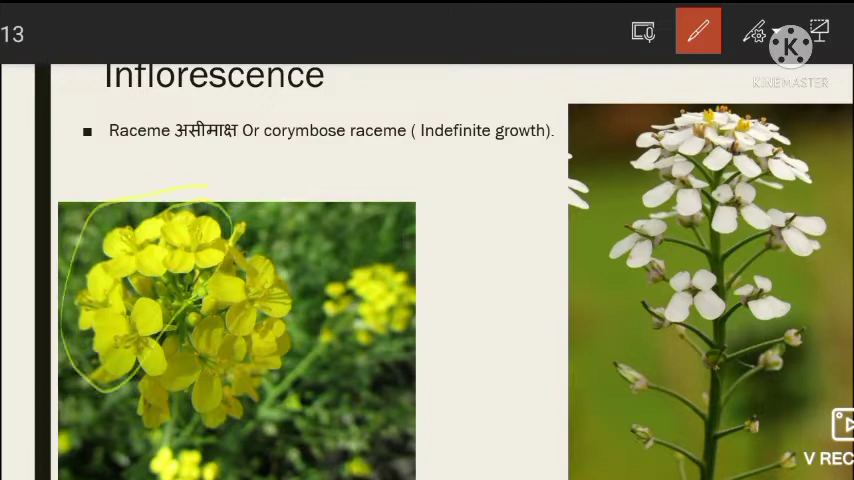 13
KINEMASTER
Inflorescence
■ Raceme असीमाक्ष Or corymbose raceme ( Indefinite growth).
V REC